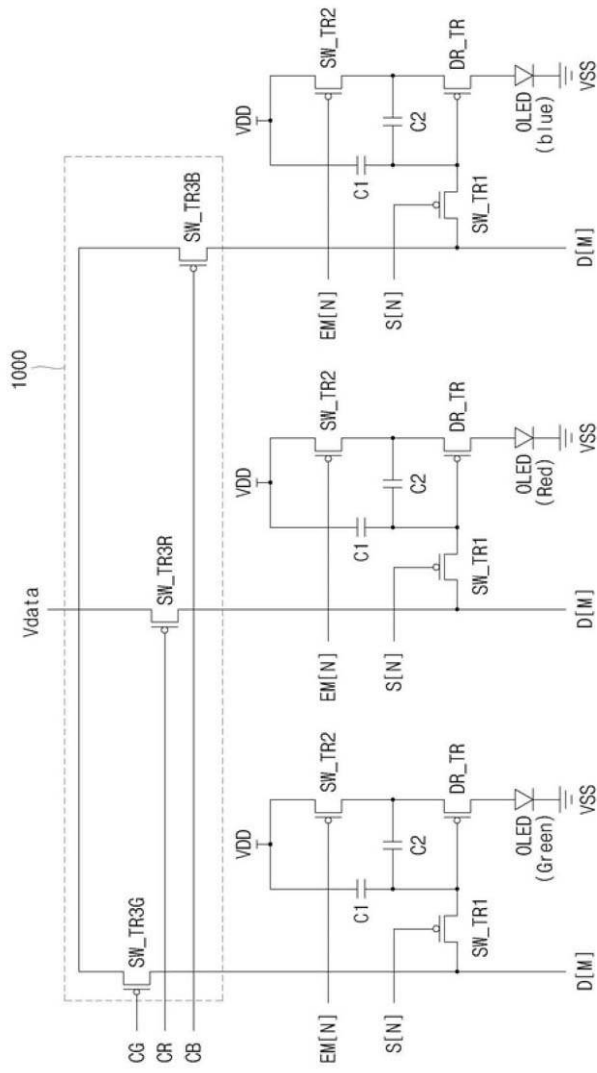 1000
Vdata
CG
CR
CB
SW_TR3G
SW_TR3R
SW_TR3B
VDD
SW_TR2
EM[N]
C1
C2
S[N]
SW_TR1
DR_TR
OLED
(Green)
D[M]
VSS
VDD
SW_TR2
EM[N]
C1
C2
S[N]
SW_TR1
DR_TR
OLED
(Red)
D[M]
VSS
VDD
SW_TR2
EM[N]
C1
C2
S[N]
SW_TR1
DR_TR
OLED
(blue)
D[M]
VSS